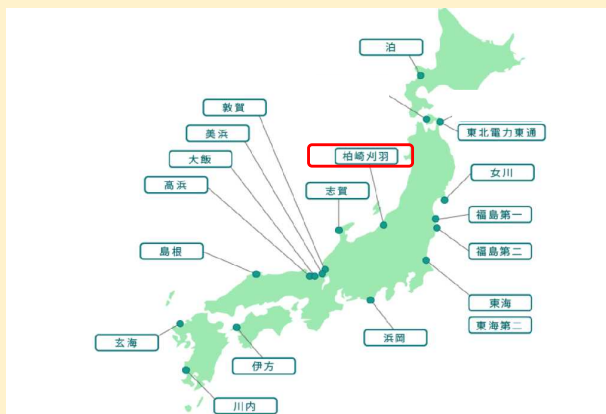 泊
敦賀
美浜
大飯
高浜
柏崎刈羽
志賀
島根
玄海
川内
伊方
浜岡
東北電力東通
女川
福島第一
福島第二
東海
東海第二